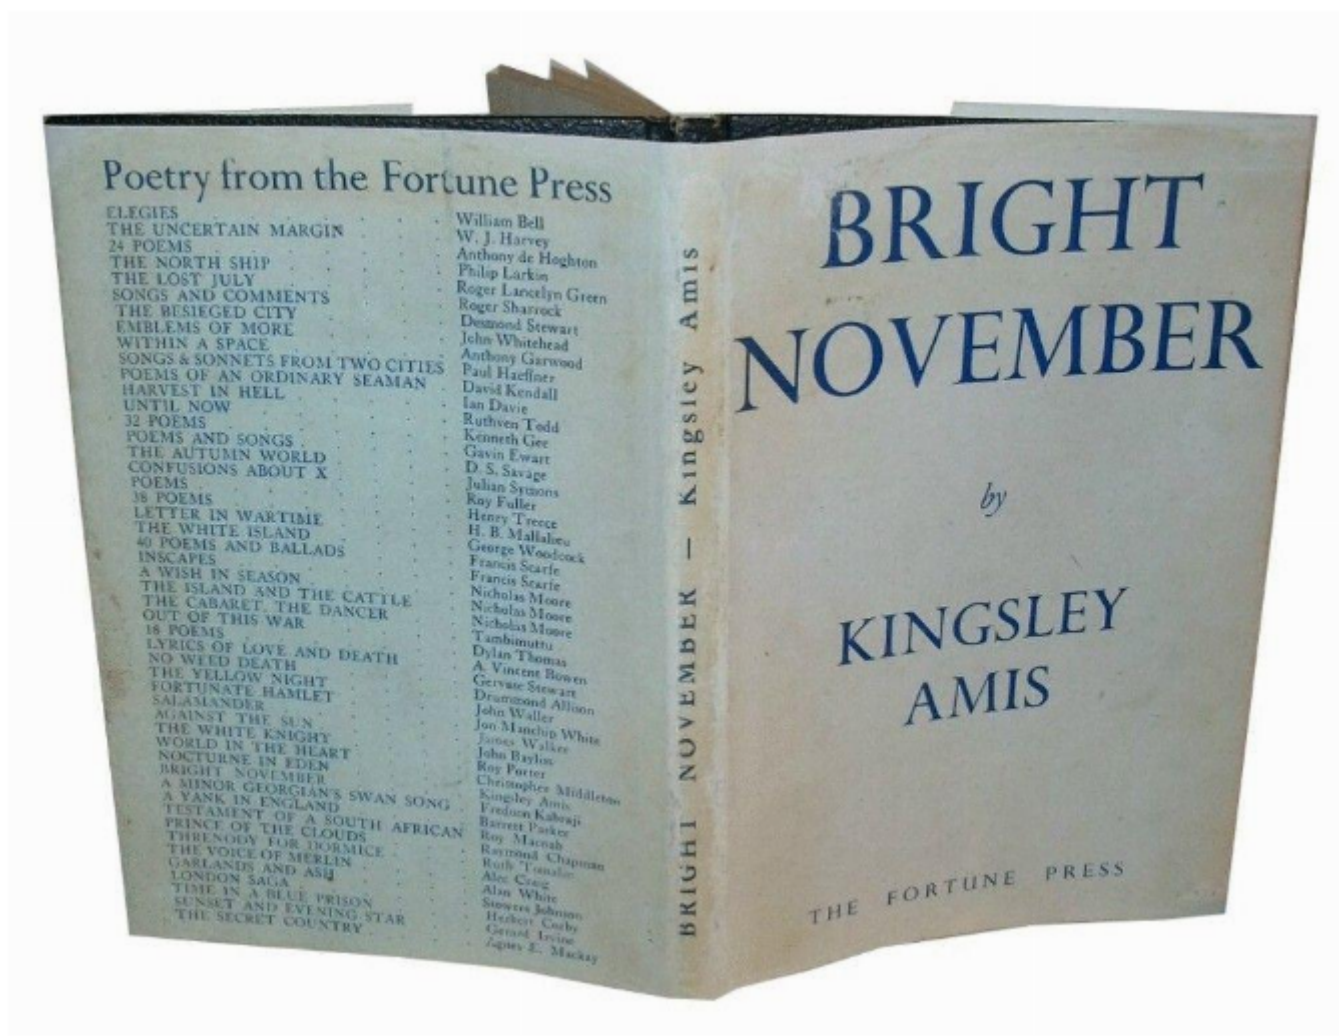 Poetry from the Fortune Press
ELEGIES . . . . William Bell
THE UNCERTAIN MARGIN . . . . W. J. Harvey
24 POEMS . . . . Anthony de Hoghton
THE NORTH SHIP . . . . Philip Larkin
THE LOST JULY . . . . Roger Lancelyn Green
SONGS AND COMMENTS . . . . Roger Sharrock
THE BESIEGED CITY . . . . Desmond Stewart
EMBLEMS OF MORE . . . . John Whitehead
WITHIN A SPACE . . . . Anthony Garwood
SONGS & SONNETS FROM TWO CITIES Paul Haeffner
POEMS OF AN ORDINARY SEAMAN . David Kendall
HARVEST IN HELL . . . . Ian Davie
UNTIL NOW . . . . Ruthven Todd
32 POEMS . . . . Kenneth Gee
POEMS AND SONGS . . . . Gavin Ewart
THE AUTUMN WORLD . . . . D. S. Savage
CONFUSIONS ABOUT X . . . . Julian Symons
POEMS . . . . Roy Fuller
38 POEMS . . . . Henry Treece
LETTER IN WARTIME . . . . H. B. Mallalieu
THE WHITE ISLAND . . . . George Woodcock
40 POEMS AND BALLADS . . . . Francis Scarfe
INSCAPES . . . . Francis Scarfe
A WISH IN SEASON . . . . Nicholas Moore
THE ISLAND AND THE CATTLE . Nicholas Moore
THE CABARET, THE DANCER . . Nicholas Moore
OUT OF THIS WAR . . . . Tambimuttu
18 POEMS . . . . Dylan Thomas
LYRICS OF LOVE AND DEATH . . A. Vincent Bowen
NO WEED DEATH . . . . Gervase Stewart
THE YELLOW NIGHT . . . . Drummond Allison
FORTUNATE HAMLET . . . . John Waller
SALAMANDER . . . . Jon Manchip White
AGAINST THE SUN . . . . James Walker
THE WHITE KNIGHT . . . . John Bayliss
WORLD IN THE HEART . . . . Roy Porter
NOCTURNE IN EDEN . . . . Christopher Middleton
BRIGHT NOVEMBER . . . . Kingsley Amis
A MINOR GEORGIAN'S SWAN SONG . Fredoon Kabraji
A YANK IN ENGLAND . . . . Barrett Parker
TESTAMENT OF A SOUTH AFRICAN Roy Macnab
PRINCE OF THE CLOUDS . . . Raymond Chapman
THRENODY FOR DORMICE . . . Ruth Tomalin
THE VOICE OF MERLIN . . . . Alec Craig
GARLANDS AND ASH . . . . Alan White
LONDON SAGA . . . . Stowers Johnson
TIME IN A BLUE PRISON . . . Herbert Corby
SUNSET AND EVENING STAR . . Gerard Irvine
THE SECRET COUNTRY . . . . Agnes E. Mackay
BRIGHT NOVEMBER — Kingsley Amis
BRIGHT
NOVEMBER
by
KINGSLEY
AMIS
THE FORTUNE PRESS